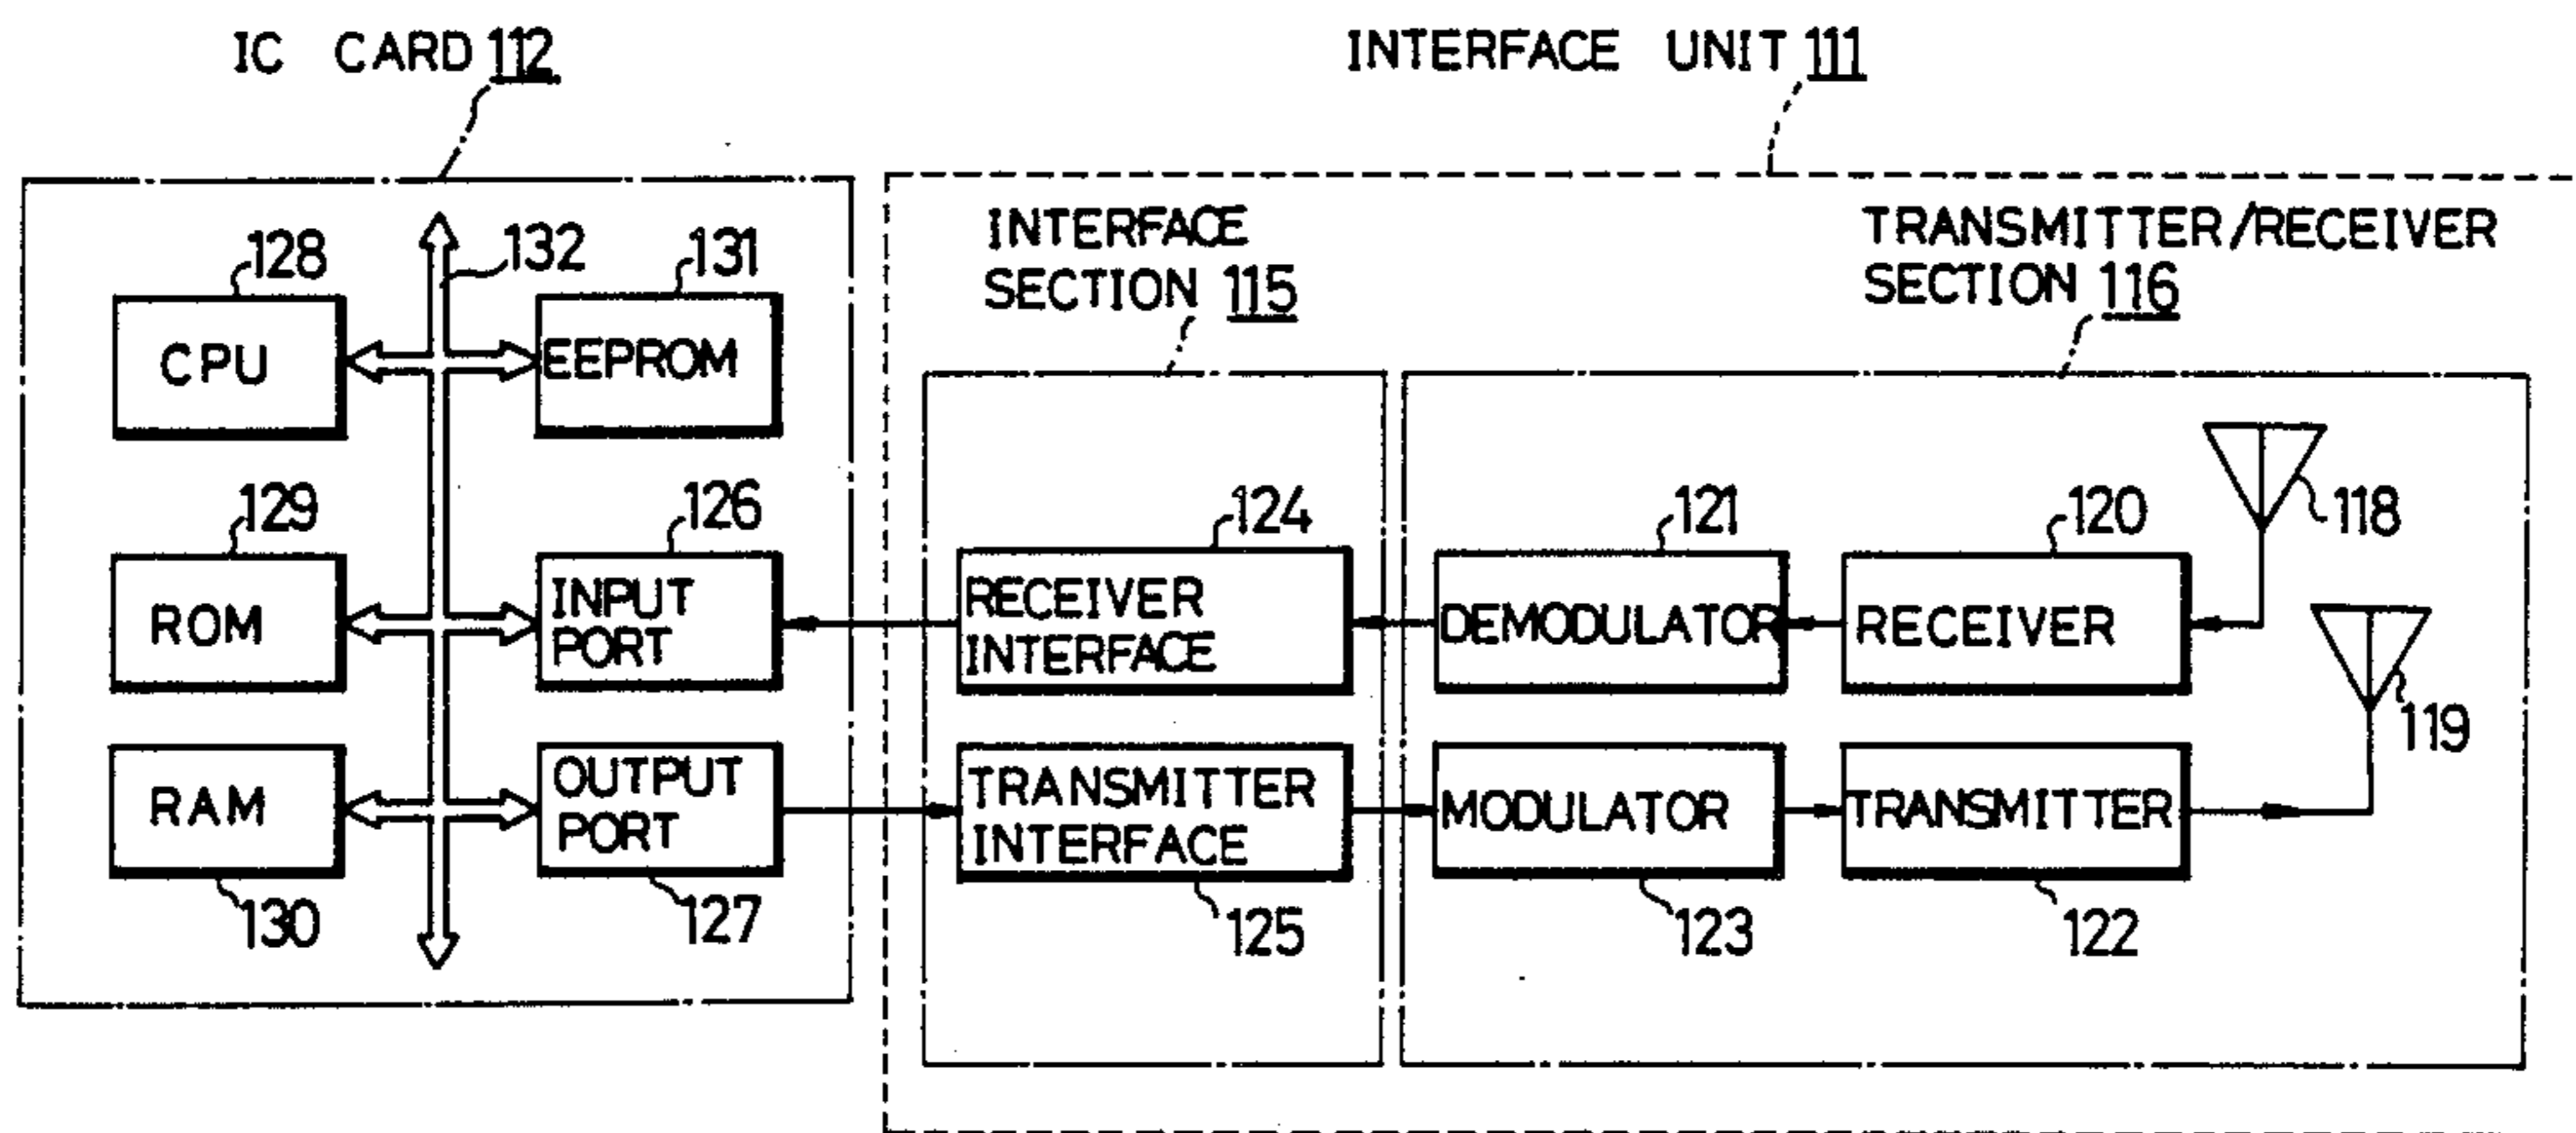 IC CARD 112
INTERFACE UNIT 111
INTERFACE
SECTION 115
TRANSMITTER/RECEIVER
SECTION 116
128
132
131
CPU
EEPROM
129
126
124
121
120
118
ROM
INPUT
PORT
RECEIVER
INTERFACE
DEMODULATOR
RECEIVER
119
RAM
OUTPUT
PORT
TRANSMITTER
INTERFACE
MODULATOR
TRANSMITTER
130
127
125
123
122